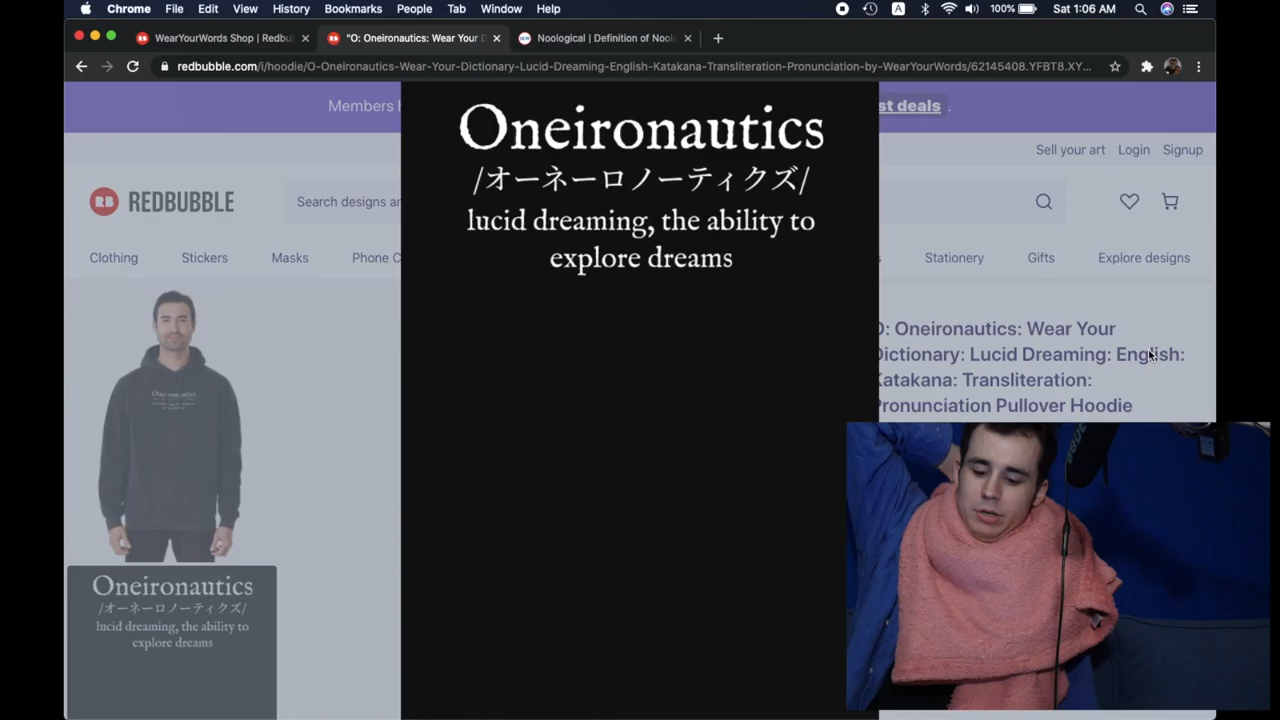 Chrome File Edit View History Bookmarks People Tab Window Help 100% Sat 1:06 AM
WearYourWords Shop | Redbu "O: Oneironautics: Wear Your D Noological | Definition of Noolo
redbubble.com/i/hoodie/O-Oneironautics-Wear-Your-Dictionary-Lucid-Dreaming-English-Katakana-Transliteration-Pronunciation-by-WearYourWords/62145408.YFBT8.XY...
Members st deals .
Sell your art Login Signup
RB REDBUBBLE Search designs an
Clothing Stickers Masks Phone C Stationery Gifts Explore designs
Oneironautics
/オーネーロノーティクズ/
lucid dreaming, the ability to
explore dreams
O: Oneironautics: Wear Your
Dictionary: Lucid Dreaming: English:
Katakana: Transliteration:
Pronunciation Pullover Hoodie
Oneironautics
Oneironautics
/オーネーロノーティクズ/
lucid dreaming, the ability to
explore dreams